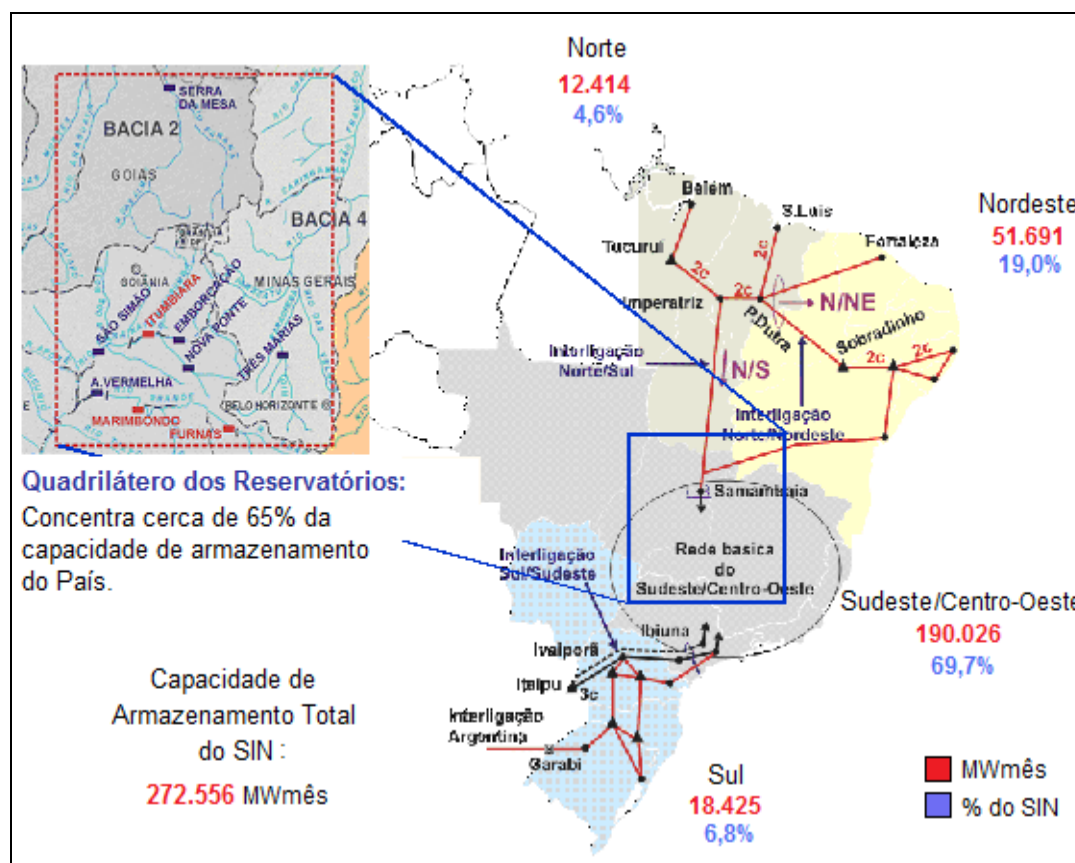 Norte
12.414
4,6%
Nordeste
51.691
19,0%
SERRA
DA MESA
BACIA 2
GOIAS
BACIA 4
GOIÂNIA
MINAS GERAIS
SÃO SIMÃO
ITUMBIARA
EMBORCAÇÃO
NOVA PONTE
TRÊS MARIAS
A.VERMELHA
BELO HORIZONTE
MARIMBONDO
FURNAS
RIO GRANDE
Belém
S.Luis
Fortaleza
Tucuruí
2c
2c
2c
Imperatriz
P.Dutra
N/NE
Sobradinho
2c
2c
Interligação
Norte/Sul
N/S
Interligação
Norte/Nordeste
Samambaia
Quadrilátero dos Reservatórios:
Concentra cerca de 65% da
capacidade de armazenamento
do País.
Interligação
Sul/Sudeste
Rede basica
do
Sudeste/Centro-Oeste
Sudeste/Centro-Oeste
190.026
69,7%
Ibiuna
Ivaiporã
Itaipu
3c
Interligação
Argentina
Garabi
Capacidade de
Armazenamento Total
do SIN :
272.556 MWmês
Sul
18.425
6,8%
MWmês
% do SIN